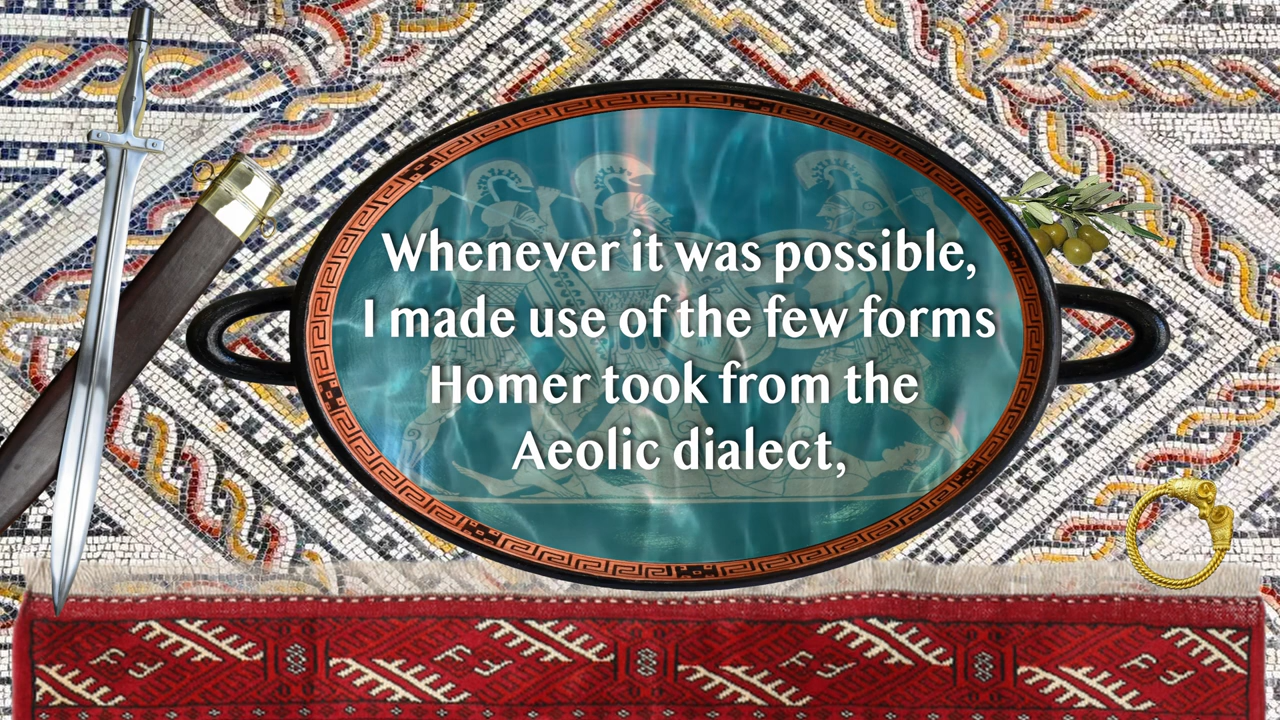 Whenever it was possible,
I made use of the few forms
Homer took from the
Aeolic dialect,